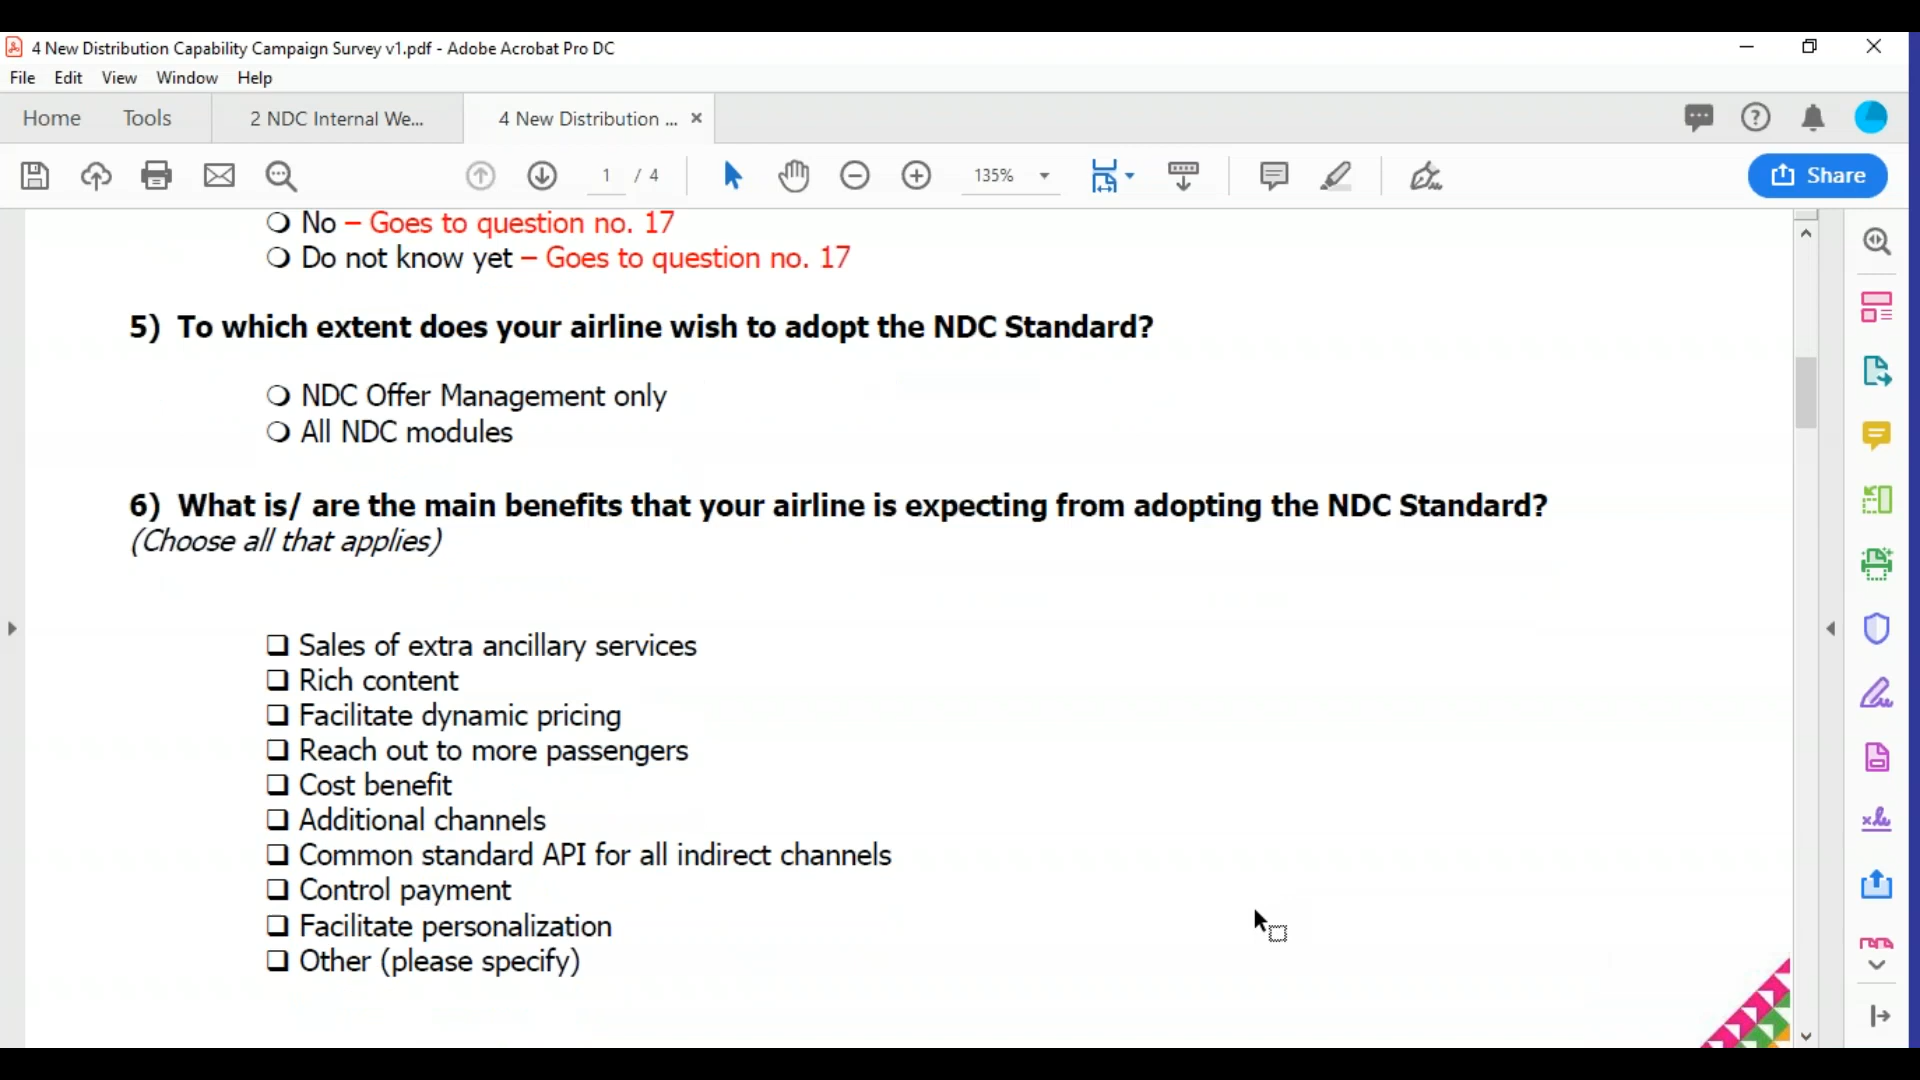 4 New Distribution Capability Campaign Survey v1.pdf - Adobe Acrobat Pro DC
File Edit View Window Help
Home Tools 2 NDC Internal We... 4 New Distribution ... ×
1 / 4 135% Share
No – Goes to question no. 17
Do not know yet – Goes to question no. 17
5) To which extent does your airline wish to adopt the NDC Standard?
NDC Offer Management only
All NDC modules
6) What is/ are the main benefits that your airline is expecting from adopting the NDC Standard?
(Choose all that applies)
Sales of extra ancillary services
Rich content
Facilitate dynamic pricing
Reach out to more passengers
Cost benefit
Additional channels
Common standard API for all indirect channels
Control payment
Facilitate personalization
Other (please specify)